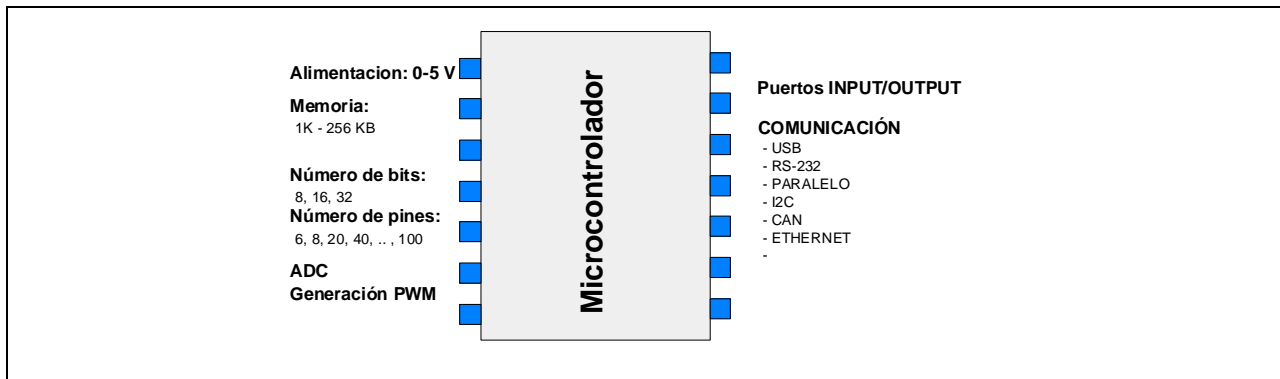 Alimentacion: 0-5 V
Memoria:
1K - 256 KB
Número de bits:
8, 16, 32
Número de pines:
6, 8, 20, 40, .. , 100
ADC
Generación PWM
Microcontrolador
Puertos INPUT/OUTPUT
COMUNICACIÓN
- USB
- RS-232
- PARALELO
- I2C
- CAN
- ETHERNET
-